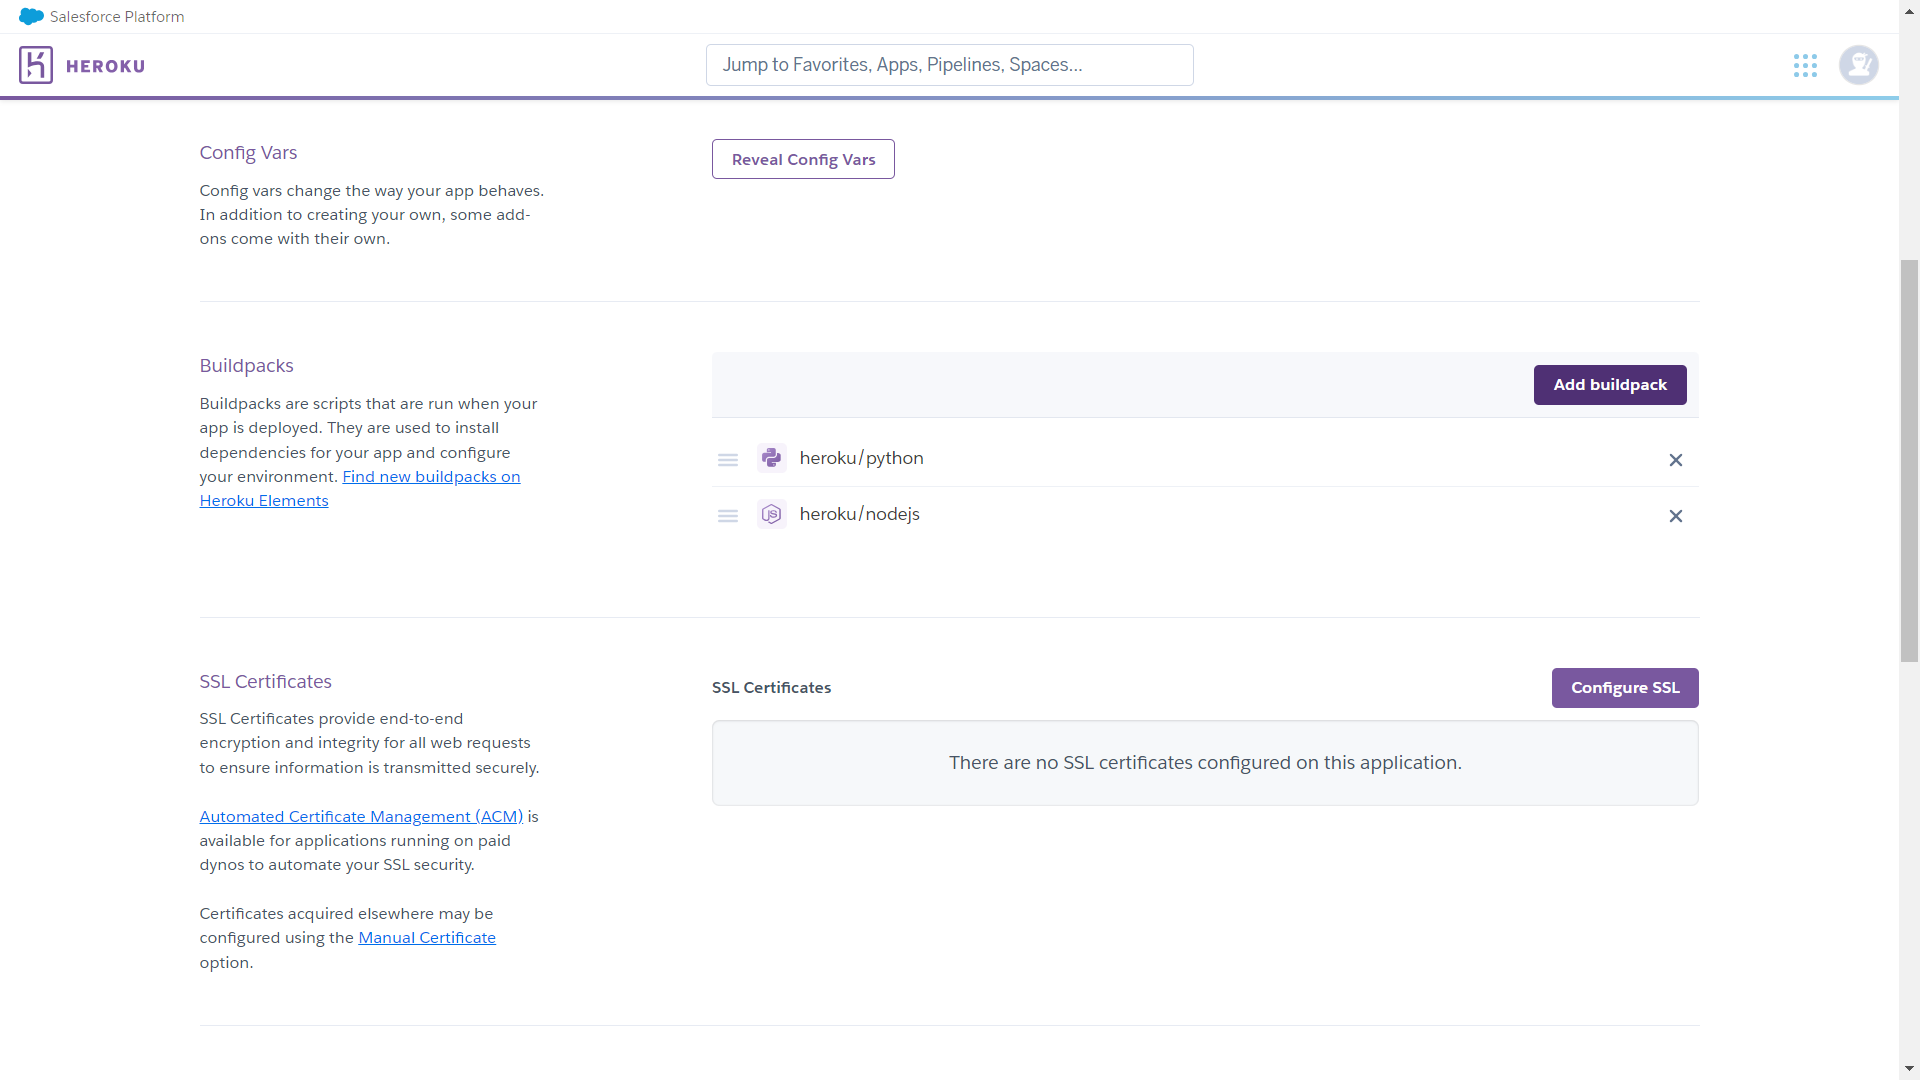 Salesforce Platform
HEROKU
Jump to Favorites, Apps, Pipelines, Spaces...
Config Vars
Config vars change the way your app behaves.
In addition to creating your own, some add-
ons come with their own.
Reveal Config Vars
Buildpacks
Buildpacks are scripts that are run when your
app is deployed. They are used to install
dependencies for your app and configure
your environment. Find new buildpacks on
Heroku Elements
Add buildpack
heroku/python
heroku/nodejs
SSL Certificates
SSL Certificates provide end-to-end
encryption and integrity for all web requests
to ensure information is transmitted securely.
Automated Certificate Management (ACM) is
available for applications running on paid
dynos to automate your SSL security.
Certificates acquired elsewhere may be
configured using the Manual Certificate
option.
SSL Certificates
Configure SSL
There are no SSL certificates configured on this application.